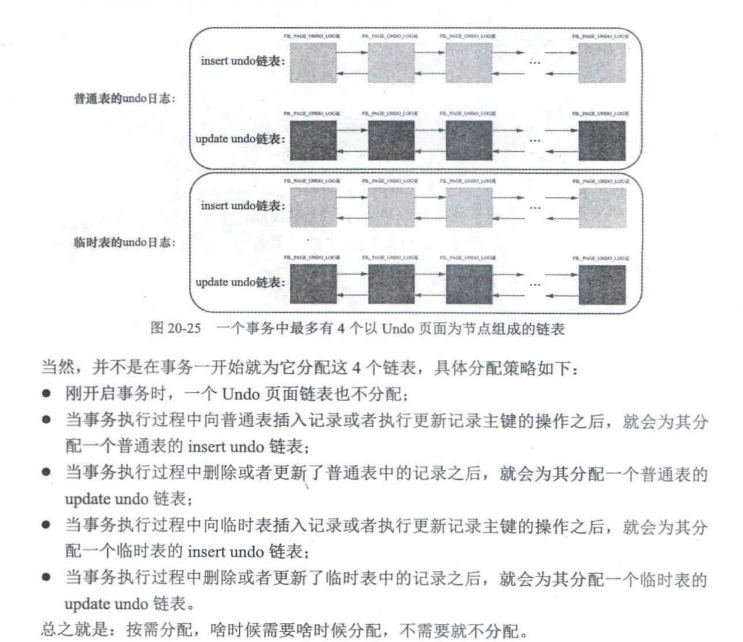 FIL_PAGE_UNDO_LOG页 FIL_PAGE_UNDO_LOG页 FIL_PAGE_UNDO_LOG页 FIL_PAGE_UNDO_LOG页
insert undo链表： ...
普通表的undo日志：
FIL_PAGE_UNDO_LOG页 FIL_PAGE_UNDO_LOG页 FIL_PAGE_UNDO_LOG页 FIL_PAGE_UNDO_LOG页
update undo链表： ...
FIL_PAGE_UNDO_LOG页 FIL_PAGE_UNDO_LOG页 FIL_PAGE_UNDO_LOG页 FIL_PAGE_UNDO_LOG页
insert undo链表： ...
临时表的undo日志：
FIL_PAGE_UNDO_LOG页 FIL_PAGE_UNDO_LOG页 FIL_PAGE_UNDO_LOG页 FIL_PAGE_UNDO_LOG页
update undo链表： ...
图 20-25 一个事务中最多有 4 个以 Undo 页面为节点组成的链表
当然，并不是在事务一开始就为它分配这 4 个链表，具体分配策略如下：
● 刚开启事务时，一个 Undo 页面链表也不分配；
● 当事务执行过程中向普通表插入记录或者执行更新记录主键的操作之后，就会为其分
配一个普通表的 insert undo 链表；
● 当事务执行过程中删除或者更新了普通表中的记录之后，就会为其分配一个普通表的
update undo 链表；
● 当事务执行过程中向临时表插入记录或者执行更新记录主键的操作之后，就会为其分
配一个临时表的 insert undo 链表；
● 当事务执行过程中删除或者更新了临时表中的记录之后，就会为其分配一个临时表的
update undo 链表。
总之就是：按需分配，啥时候需要啥时候分配，不需要就不分配。